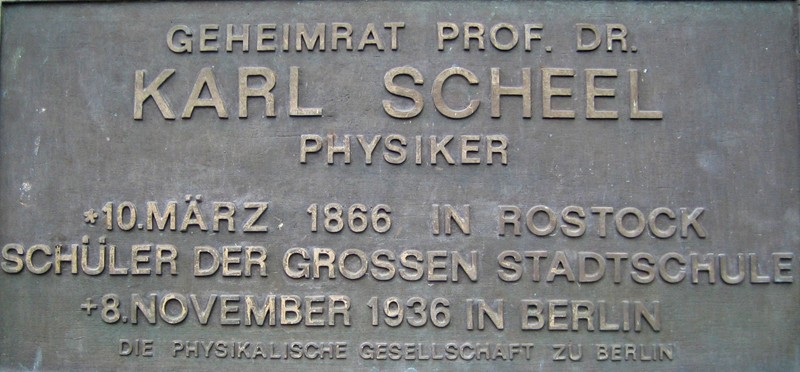 GEHEIMRAT PROF. DR.
KARL SCHEEL
PHYSIKER
*10. MÄRZ 1866 IN ROSTOCK
SCHÜLER DER GROSSEN STADTSCHULE
+8. NOVEMBER 1936 IN BERLIN
DIE PHYSIKALISCHE GESELLSCHAFT ZU BERLIN